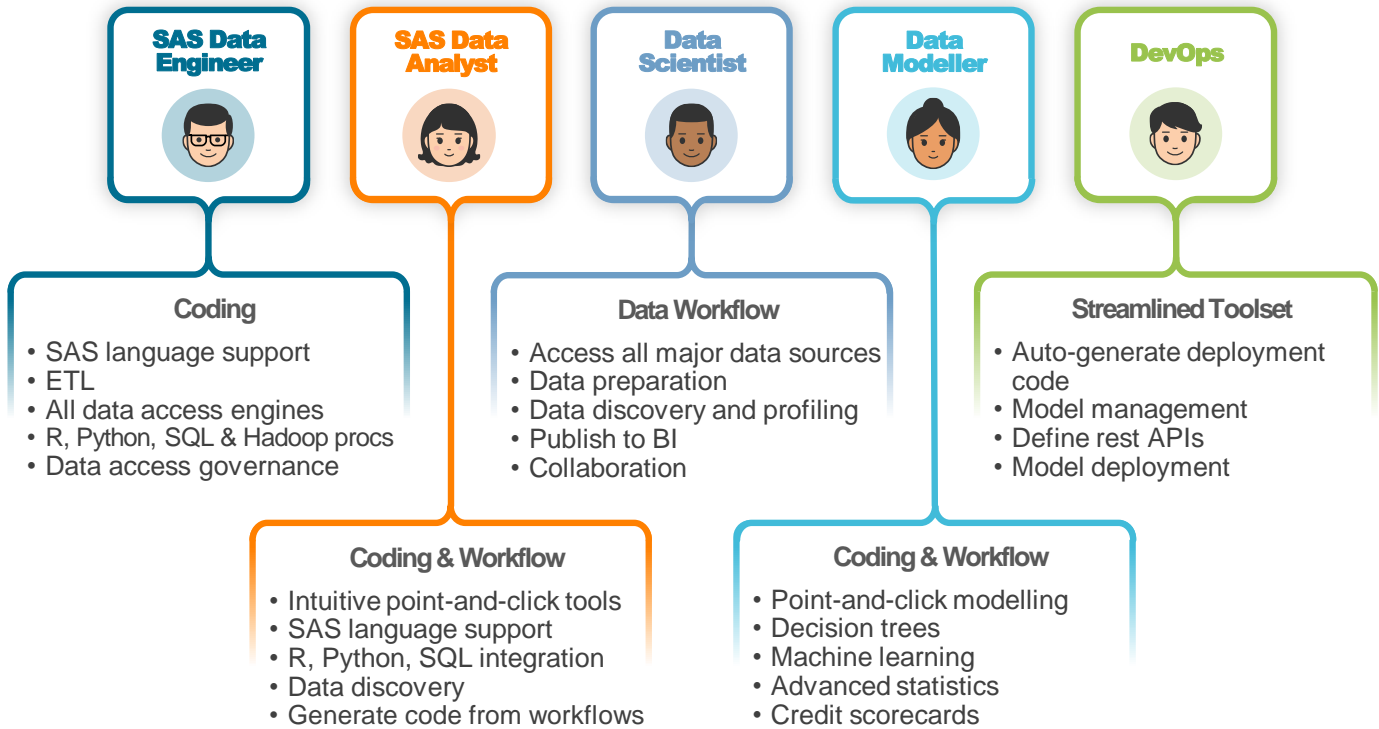 SAS Data
Engineer
SAS Data
Analyst
Data
Scientist
Data
Modeller
DevOps
Coding
• SAS language support
• ETL
• All data access engines
• R, Python, SQL & Hadoop procs
• Data access governance
Data Workflow
• Access all major data sources
• Data preparation
• Data discovery and profiling
• Publish to BI
• Collaboration
Streamlined Toolset
• Auto-generate deployment
code
• Model management
• Define rest APIs
• Model deployment
Coding & Workflow
• Intuitive point-and-click tools
• SAS language support
• R, Python, SQL integration
• Data discovery
• Generate code from workflows
Coding & Workflow
• Point-and-click modelling
• Decision trees
• Machine learning
• Advanced statistics
• Credit scorecards